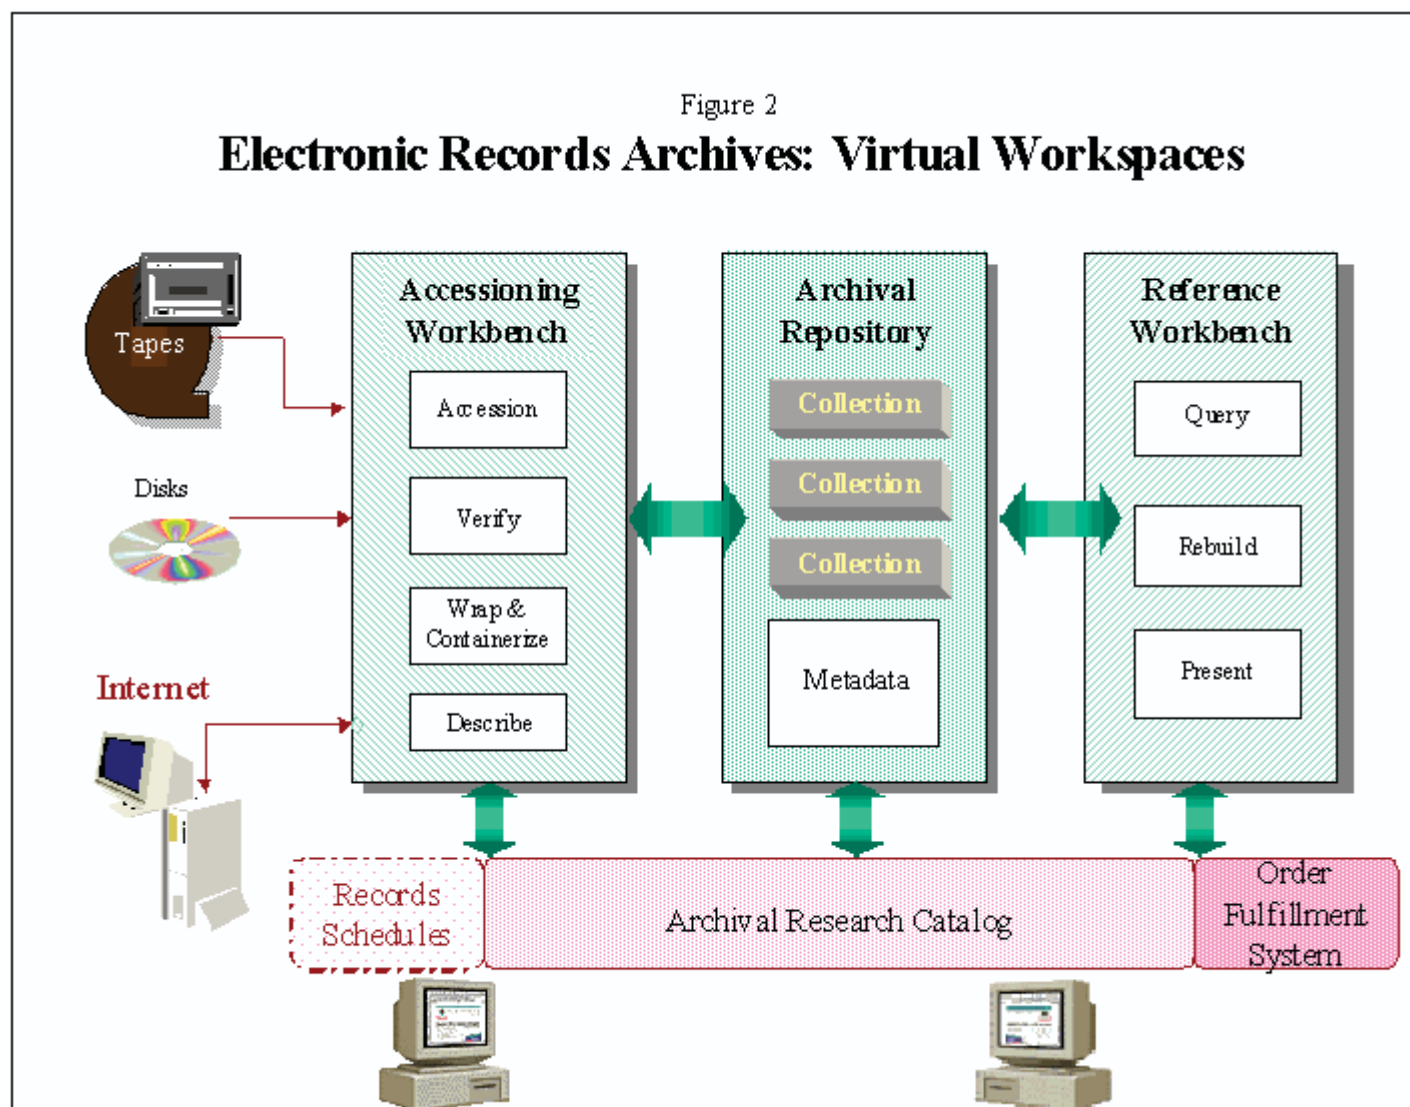 Figure 2
Electronic Records Archives: Virtual Workspaces
Tapes
Disks
Internet
Accessioning
Workbench
Accession
Verify
Wrap &
Containerize
Describe
Archival
Repository
Collection
Collection
Collection
Metadata
Reference
Workbench
Query
Rebuild
Present
Records
Schedules
Archival Research Catalog
Order
Fulfillment
System